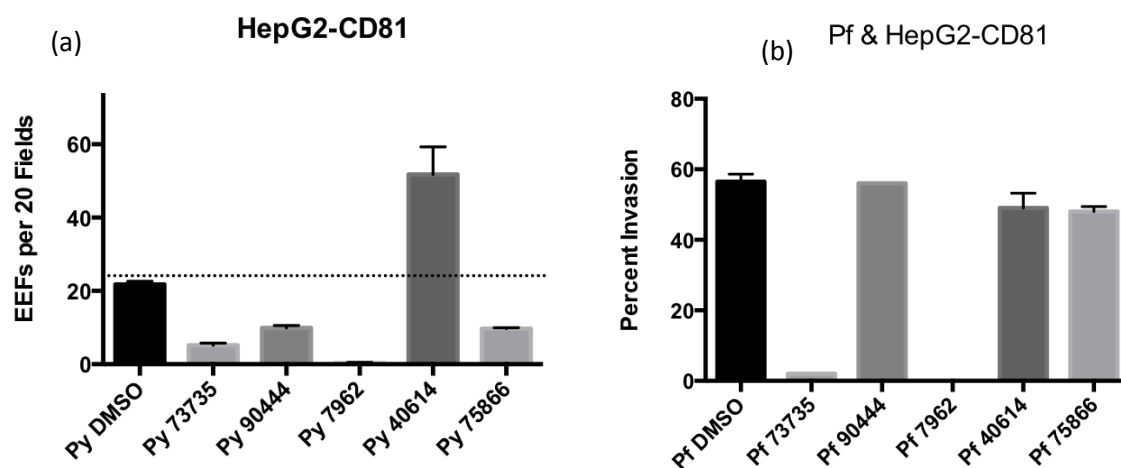 (a)
HepG2-CD81
EEFs per 20 Fields
60
40
20
0
Py DMSO
Py 73735
Py 90444
Py 7962
Py 40614
Py 75866
(b)
Pf & HepG2-CD81
Percent Invasion
80
60
40
20
0
Pf DMSO
Pf 73735
Pf 90444
Pf 7962
Pf 40614
Pf 75866